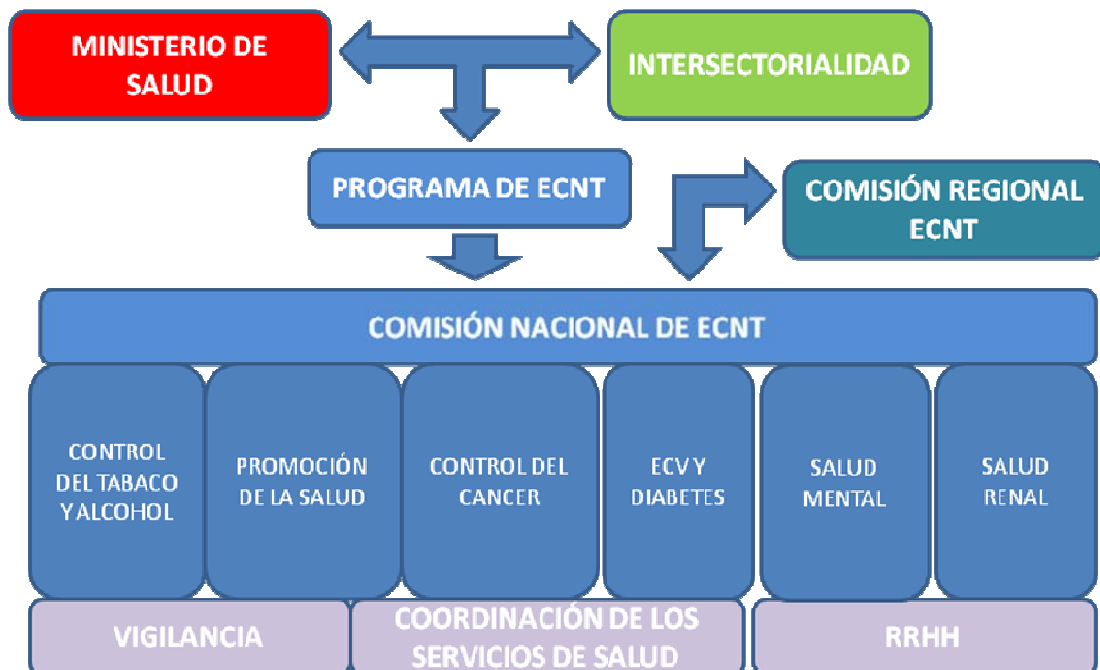 MINISTERIO DE
SALUD
INTERSECTORIALIDAD
PROGRAMA DE ECNT
COMISIÓN REGIONAL
ECNT
COMISIÓN NACIONAL DE ECNT
CONTROL
DEL TABACO
Y ALCOHOL
PROMOCIÓN
DE LA SALUD
CONTROL DEL
CANCER
ECV Y
DIABETES
SALUD
MENTAL
SALUD
RENAL
VIGILANCIA
COORDINACIÓN DE LOS
SERVICIOS DE SALUD
RRHH